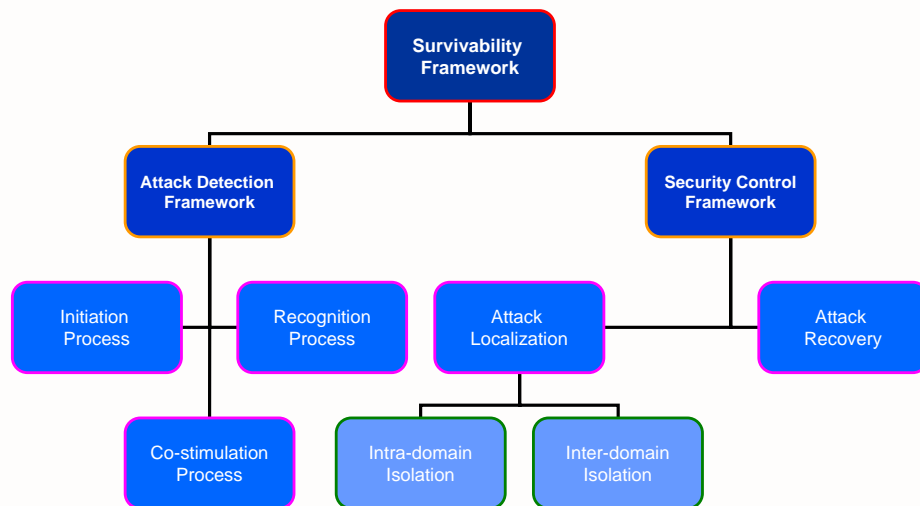 Survivability
Framework
Attack Detection
Framework
Security Control
Framework
Initiation
Process
Recognition
Process
Attack
Localization
Attack
Recovery
Co-stimulation
Process
Intra-domain
Isolation
Inter-domain
Isolation